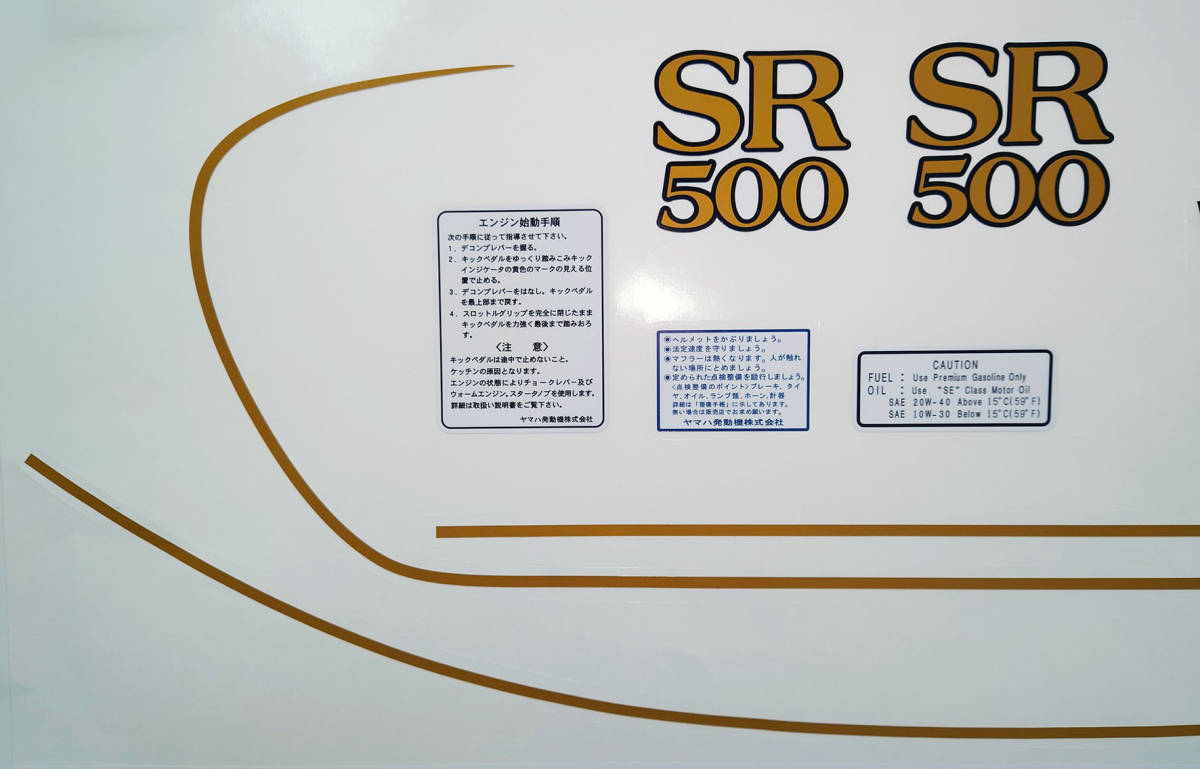 SR
500
SR
500
エンジン始動手順
次の手順に従って指導させて下さい。
1. デコンプレバーを握る。
2. キックペダルをゆっくり踏みこみキック
インジケータの黄色のマークの見える位
置で止める。
3. デコンプレバーをはなし、キックペダル
を最上部まで戻す。
4. スロットルグリップを完全に閉じたまま
キックペダルを力強く最後まで踏みおろ
す。
〈注 意〉
キックペダルは途中で止めないこと。
ケッチンの原因となります。
エンジンの状態によりチョークレバー及び
ウォームエンジン、スターターノブを使用します。
詳細は取扱い説明書をご覧下さい。
ヤマハ発動機株式会社
◉ヘルメットをかぶりましょう。
◉法定速度を守りましょう。
◉マフラーは熱くなります。人が触れ
ない場所にとめましょう。
◉定められた点検整備を励行しましょう。
〈点検整備のポイント〉ブレーキ、タイ
ヤ、オイル、ランプ類、ホーン、計器
詳細は「整備手帳」に示してあります。
無い場合は販売店でお求め願います。
ヤマハ発動機株式会社
CAUTION
FUEL : Use Premium Gasoline Only
OIL : Use "SE" Class Motor Oil
SAE 20W-40 Above 15°C(59°F)
SAE 10W-30 Below 15°C(59°F)